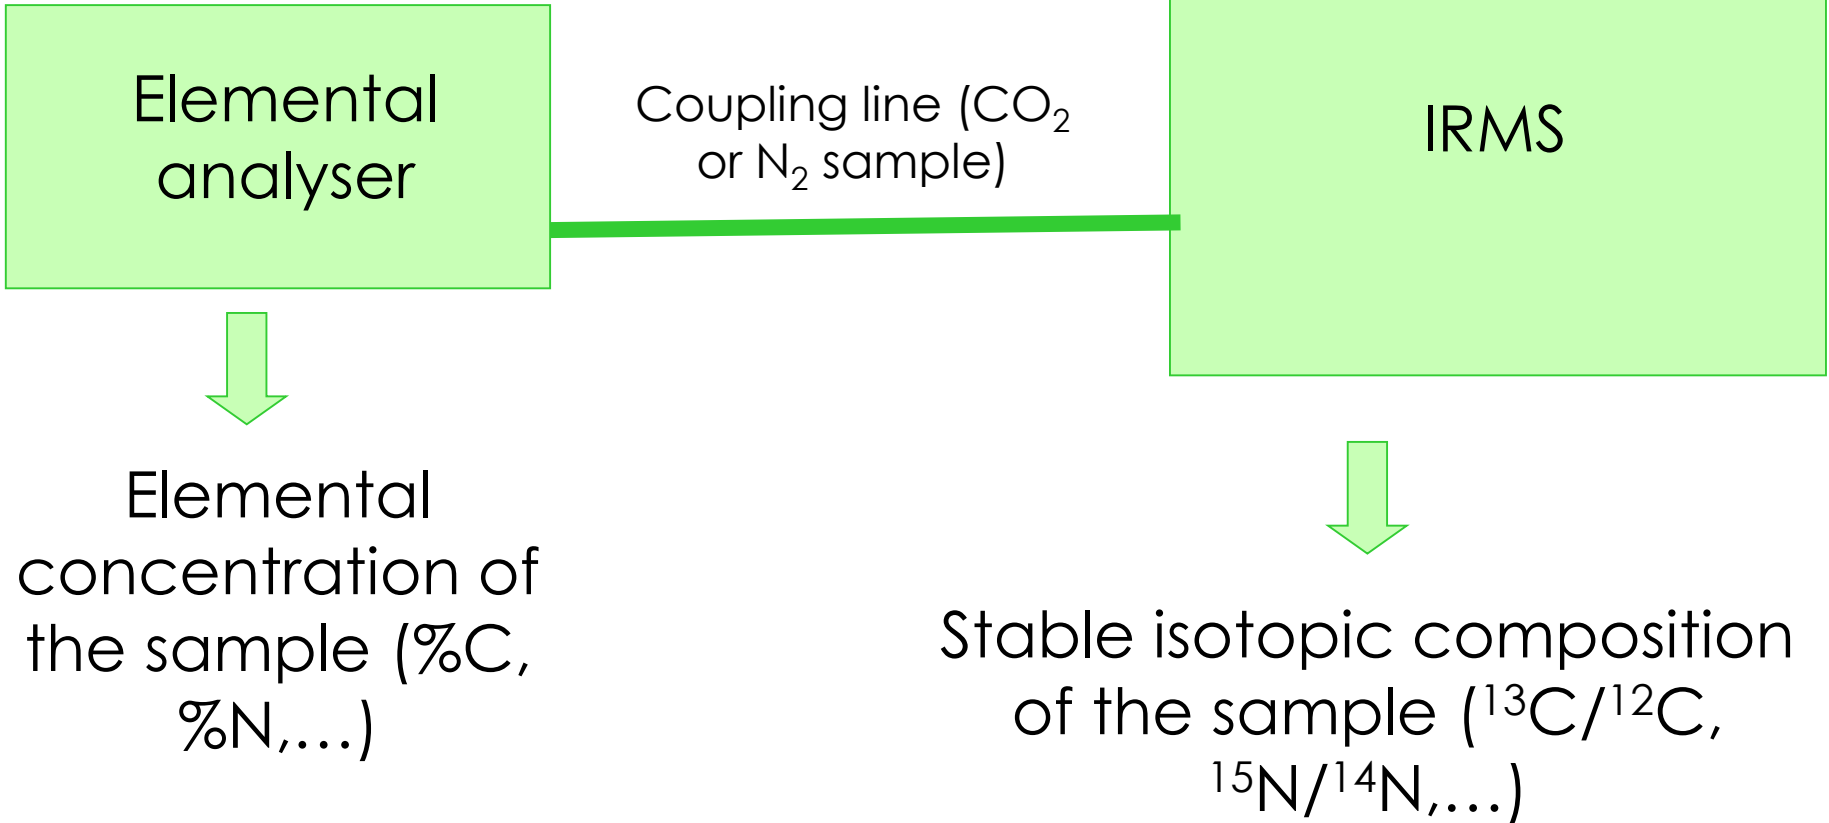 Elemental
analyser
Coupling line (CO₂
or N₂ sample)
IRMS
Elemental
concentration of
the sample (%C,
%N,…)
Stable isotopic composition
of the sample (¹³C/¹²C,
¹⁵N/¹⁴N,…)